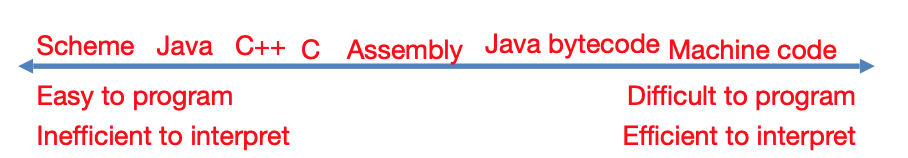 Scheme Java C++ C Assembly Java bytecode Machine code
Easy to program Difficult to program
Inefficient to interpret Efficient to interpret